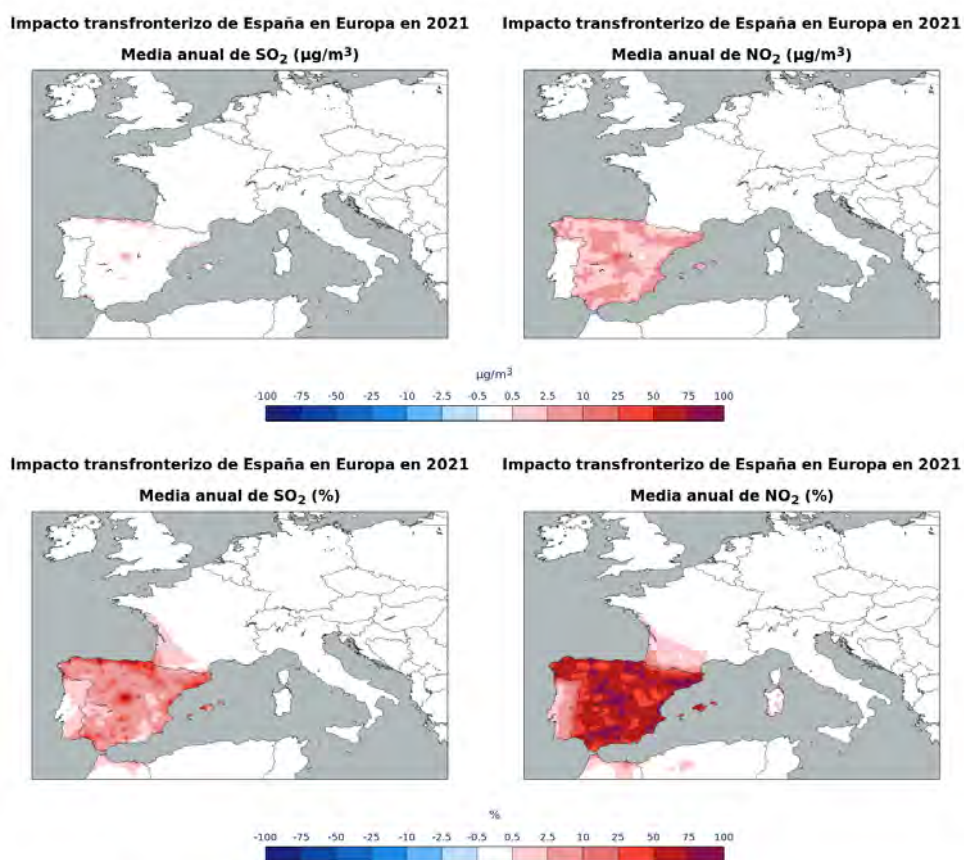 Impacto transfronterizo de España en Europa en 2021
Media anual de SO2 (µg/m3)
Impacto transfronterizo de España en Europa en 2021
Media anual de NO2 (µg/m3)
µg/m3
-100 -75 -50 -25 -10 -2.5 -0.5 0.5 2.5 10 25 50 75 100
Impacto transfronterizo de España en Europa en 2021
Media anual de SO2 (%)
Impacto transfronterizo de España en Europa en 2021
Media anual de NO2 (%)
%
-100 -75 -50 -25 -10 -2.5 -0.5 0.5 2.5 10 25 50 75 100